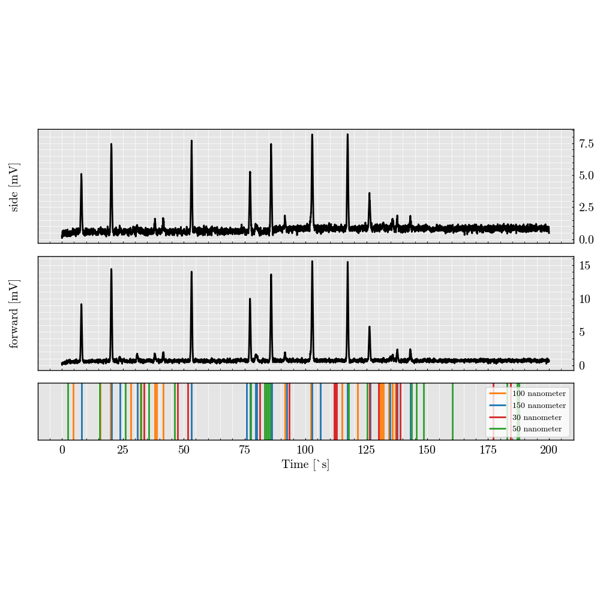 side [mV]
7.5
5.0
2.5
0.0
forward [mV]
15
10
5
0
100 nanometer
150 nanometer
30 nanometer
50 nanometer
0 25 50 75 100 125 150 175 200
Time [`s]